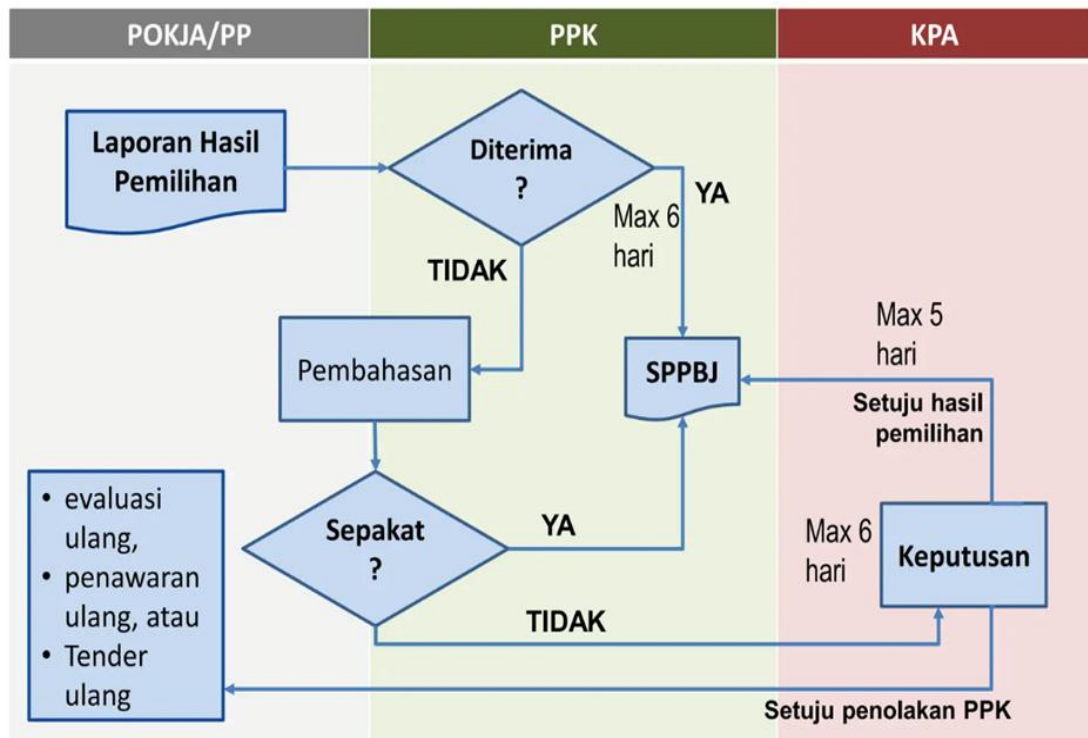 POKJA/PP
PPK
KPA
Laporan Hasil
Pemilihan
Diterima
?
YA
Max 6
hari
TIDAK
Pembahasan
SPPBJ
Max 5
hari
Setuju hasil
pemilihan
• evaluasi
ulang,
• penawaran
ulang, atau
• Tender
ulang
Sepakat
?
YA
TIDAK
Max 6
hari
Keputusan
Setuju penolakan PPK